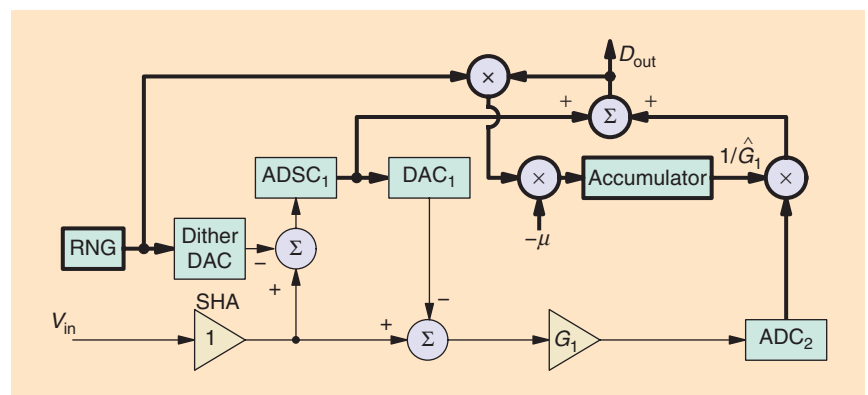 D_out
×
+
Σ
+
1/Ĝ_1
ADSC_1
DAC_1
×
Accumulator
×
RNG
Dither
DAC
−
Σ
−μ
+
−
SHA
V_in
1
+
Σ
G_1
ADC_2